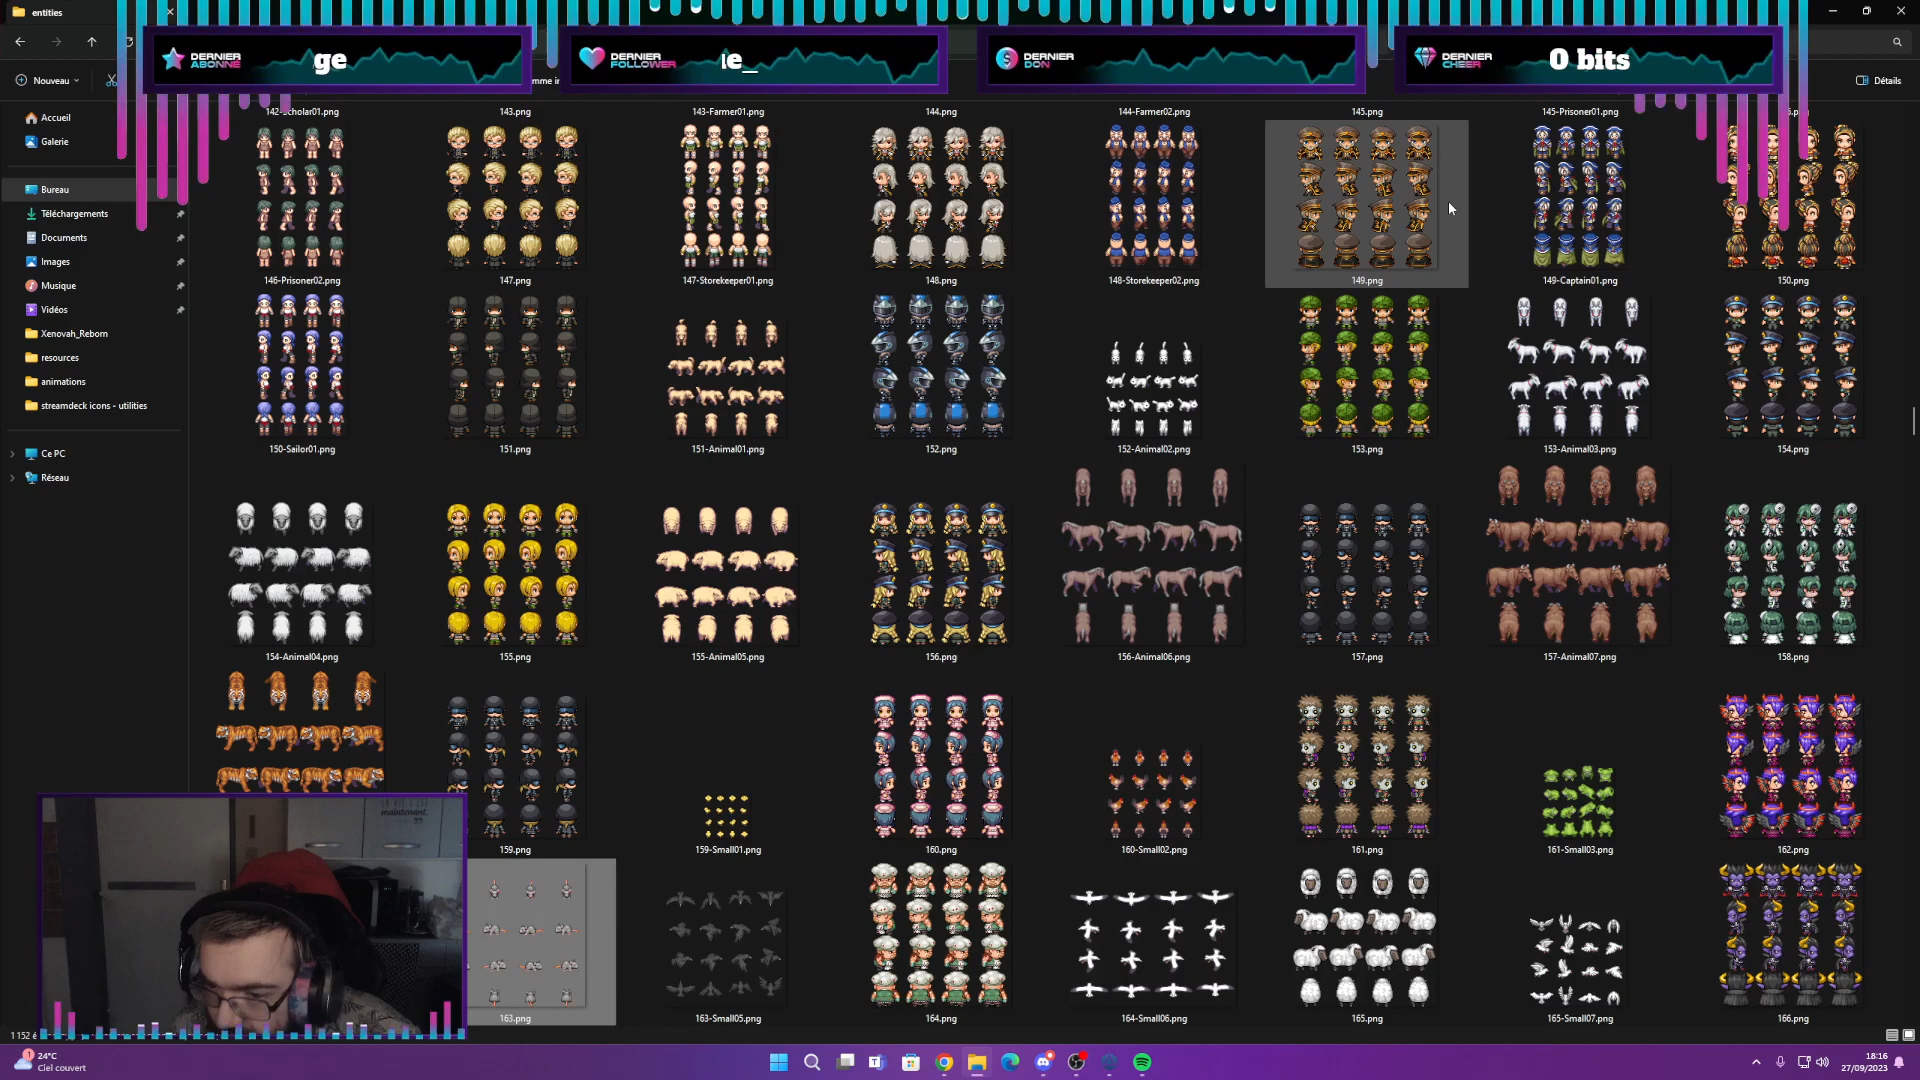 entities
DERNIER
ABONNÉ
ge
DERNIER
FOLLOWER
DERNIER
DON
DERNIER
CHEER
0 bits
Nouveau
Détails
Accueil
Galerie
Bureau
Téléchargements
Documents
Images
Musique
Vidéos
Xenovah_Reborn
resources
animations
streamdeck icons - utilities
Ce PC
Réseau
143.png
143-Farmer01.png
144.png
144-Farmer02.png
145.png
145-Prisoner01.png
146-Prisoner02.png
147.png
147-Storekeeper01.png
148.png
148-Storekeeper02.png
149.png
149-Captain01.png
150.png
150-Sailor01.png
151.png
151-Animal01.png
152.png
152-Animal02.png
153.png
153-Animal03.png
154.png
154-Animal04.png
155.png
155-Animal05.png
156.png
156-Animal06.png
157.png
157-Animal07.png
158.png
159.png
159-Small01.png
160.png
160-Small02.png
161.png
161-Small03.png
162.png
163.png
163-Small05.png
164.png
164-Small06.png
165.png
165-Small07.png
166.png
LA VIE C'EST
maintenant.
1 152 é
24°C
Ciel couvert
18:16
27/09/2023